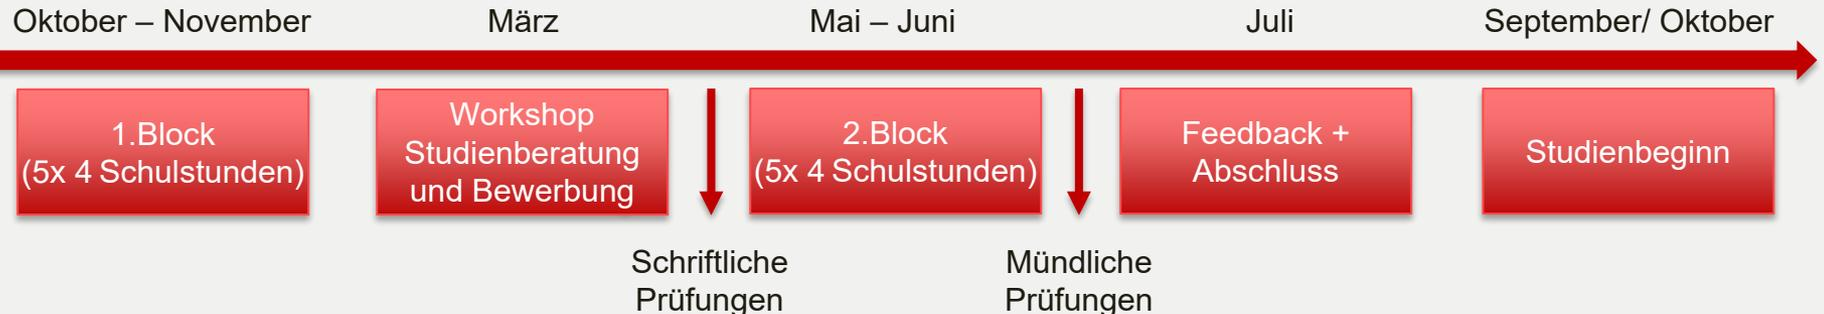 Oktober – November
März
Mai – Juni
Juli
September/ Oktober
1.Block
(5x 4 Schulstunden)
Workshop
Studienberatung
und Bewerbung
2.Block
(5x 4 Schulstunden)
Feedback +
Abschluss
Studienbeginn
Schriftliche
Prüfungen
Mündliche
Prüfungen